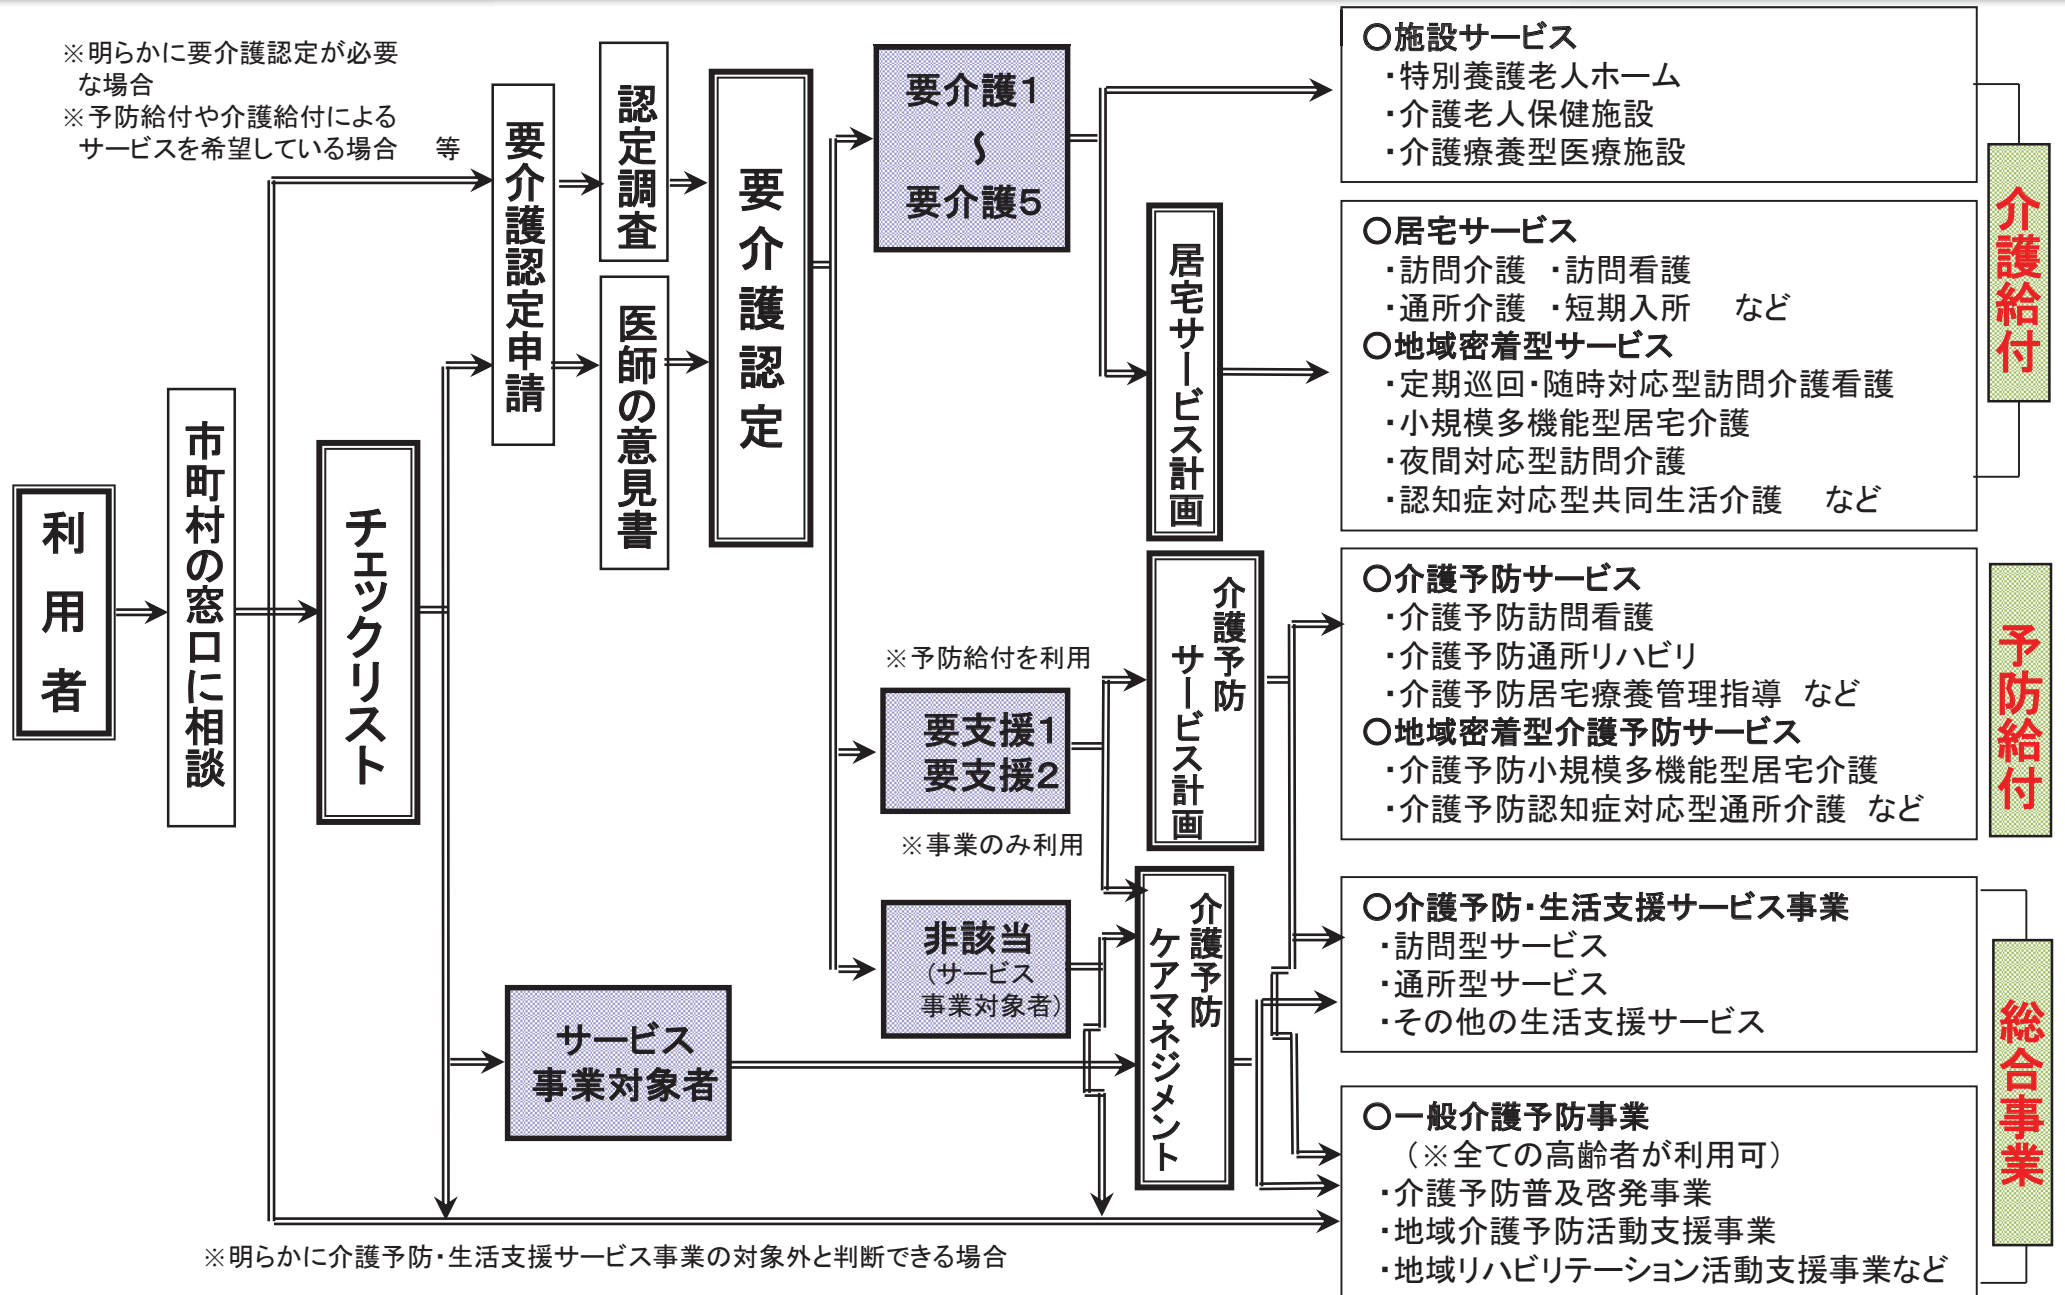 ※明らかに要介護認定が必要
な場合
※予防給付や介護給付による
サービスを希望している場合　等
利用者
市町村の窓口に相談
チェックリスト
要介護認定申請
認定調査
医師の意見書
要介護認定
要介護1
〜
要介護5
※予防給付を利用
要支援1
要支援2
※事業のみ利用
非該当
(サービス
事業対象者)
サービス
事業対象者
居宅サービス計画
介護予防
サービス計画
介護予防
ケアマネジメント
○施設サービス
・特別養護老人ホーム
・介護老人保健施設
・介護療養型医療施設
○居宅サービス
・訪問介護　・訪問看護
・通所介護　・短期入所　など
○地域密着型サービス
・定期巡回・随時対応型訪問介護看護
・小規模多機能型居宅介護
・夜間対応型訪問介護
・認知症対応型共同生活介護　など
介護給付
○介護予防サービス
・介護予防訪問看護
・介護予防通所リハビリ
・介護予防居宅療養管理指導　など
○地域密着型介護予防サービス
・介護予防小規模多機能型居宅介護
・介護予防認知症対応型通所介護　など
予防給付
○介護予防・生活支援サービス事業
・訪問型サービス
・通所型サービス
・その他の生活支援サービス
○一般介護予防事業
（※全ての高齢者が利用可）
・介護予防普及啓発事業
・地域介護予防活動支援事業
・地域リハビリテーション活動支援事業など
総合事業
※明らかに介護予防・生活支援サービス事業の対象外と判断できる場合